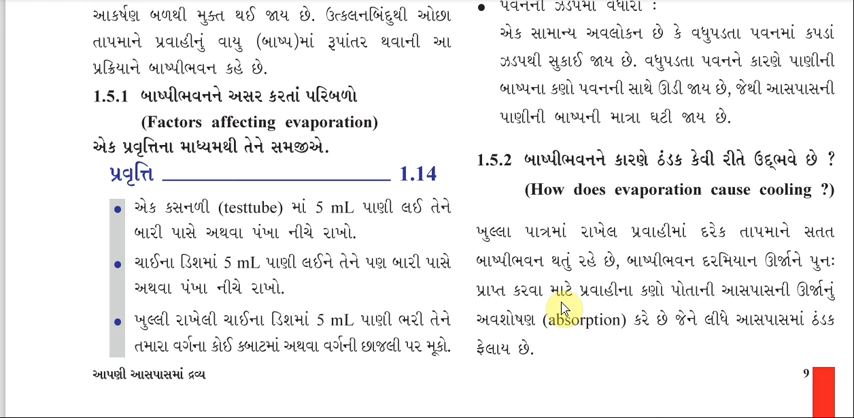 આકર્ષણ બળથી મુક્ત થઈ જાય છે. ઉત્કલનબિંદુથી ઓછા
તાપમાને પ્રવાહીનું વાયુ (બાષ્પ)માં રૂપાંતર થવાની આ
પ્રક્રિયાને બાષ્પીભવન કહે છે.
1.5.1 બાષ્પીભવનને અસર કરતાં પરિબળો
(Factors affecting evaporation)
એક પ્રવૃત્તિના માધ્યમથી તેને સમજીએ.
પ્રવૃત્તિ ____________________ 1.14
• એક કસનળી (testtube) માં 5 mL પાણી લઈ તેને
બારી પાસે અથવા પંખા નીચે રાખો.
• ચાઈના ડિશમાં 5 mL પાણી લઈને તેને પણ બારી પાસે
અથવા પંખા નીચે રાખો.
• ખુલ્લી રાખેલી ચાઈના ડિશમાં 5 mL પાણી ભરી તેને
તમારા વર્ગના કોઈ કબાટમાં અથવા વર્ગની છાજલી પર મૂકો.
આપણી આસપાસમાં દ્રવ્ય
• પવનની ઝડપમાં વધારો :
એક સામાન્ય અવલોકન છે કે વધુપડતા પવનમાં કપડાં
ઝડપથી સુકાઈ જાય છે. વધુપડતા પવનને કારણે પાણીની
બાષ્પના કણો પવનની સાથે ઊડી જાય છે, જેથી આસપાસની
પાણીની બાષ્પની માત્રા ઘટી જાય છે.
1.5.2 બાષ્પીભવનને કારણે ઠંડક કેવી રીતે ઉદ્‌ભવે છે ?
(How does evaporation cause cooling ?)
ખુલ્લા પાત્રમાં રાખેલ પ્રવાહીમાં દરેક તાપમાને સતત
બાષ્પીભવન થતું રહે છે, બાષ્પીભવન દરમિયાન ઊર્જાને પુનઃ
પ્રાપ્ત કરવા માટે પ્રવાહીના કણો પોતાની આસપાસની ઊર્જાનું
અવશોષણ (absorption) કરે છે જેને લીધે આસપાસમાં ઠંડક
ફેલાય છે.
9